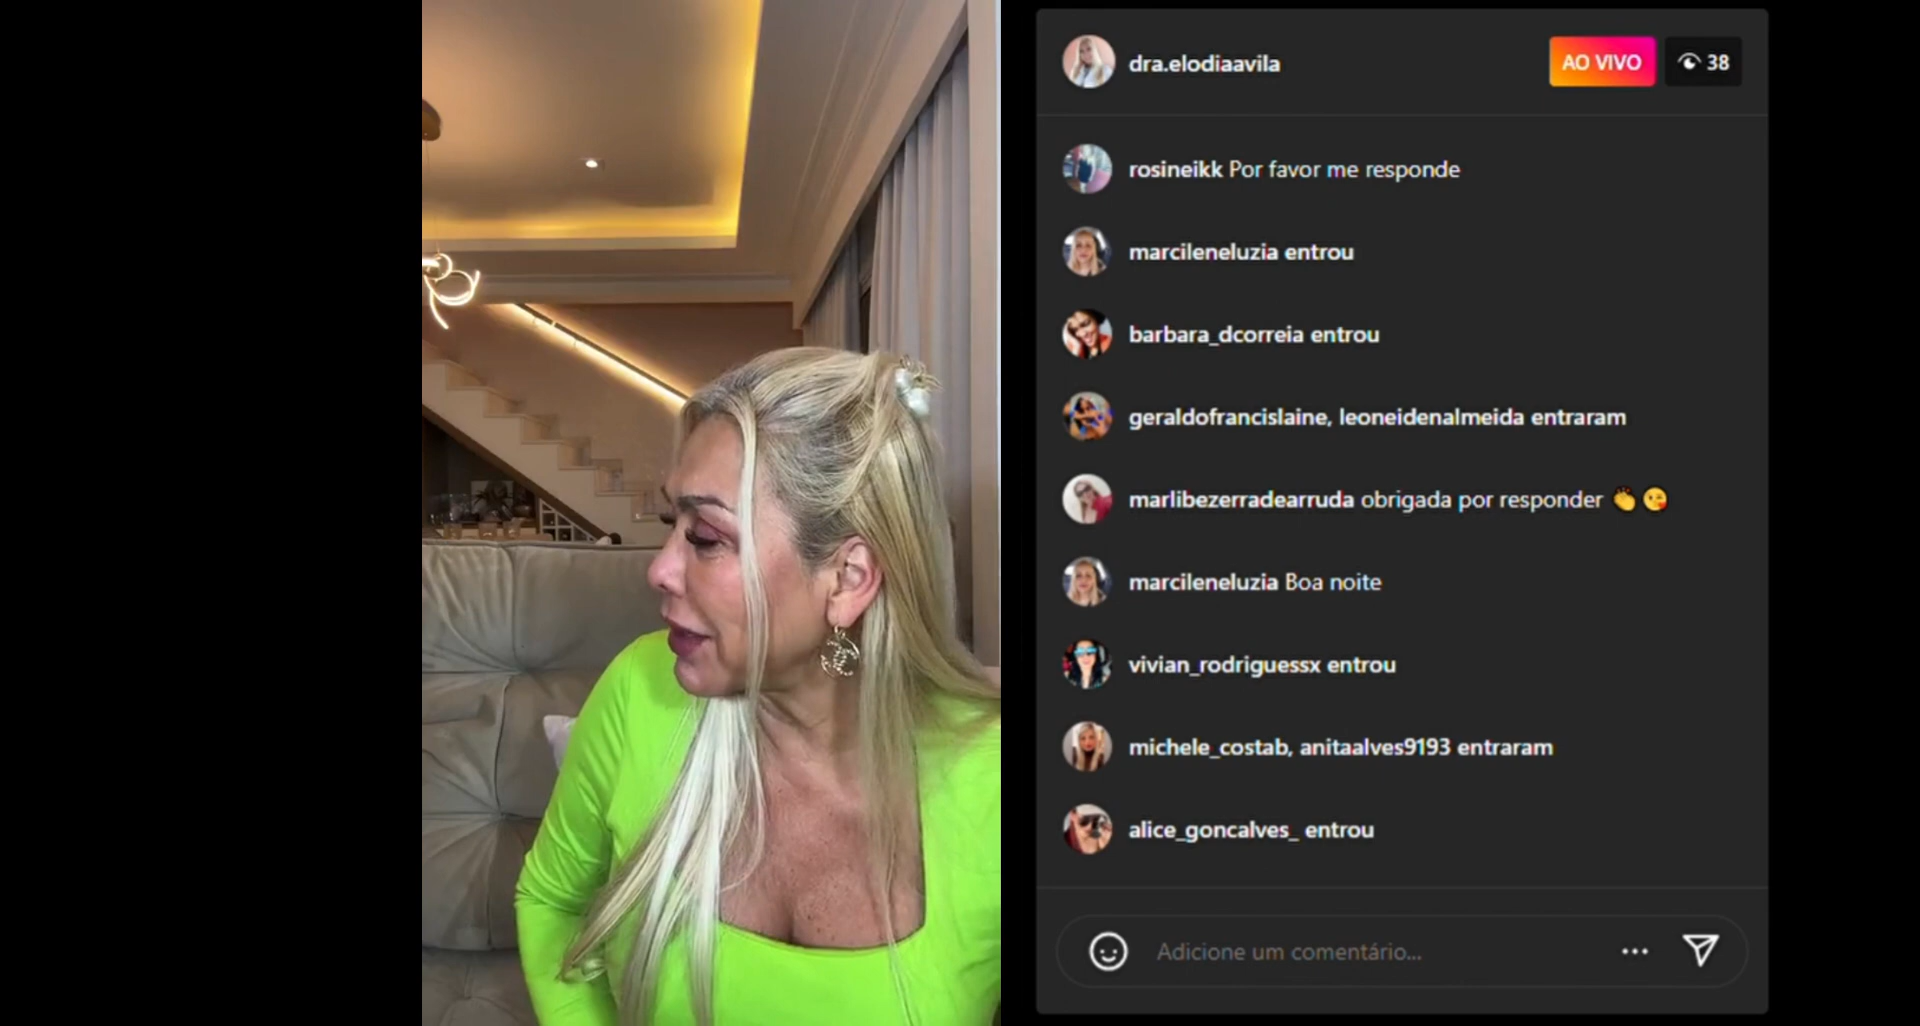 dra.elodiaavila
AO VIVO
38
rosineikk Por favor me responde
marcileneluzia entrou
barbara_dcorreia entrou
geraldofrancislaine, leoneidenalmeida entraram
marlibezerradearruda obrigada por responder 👏😘
marcileneluzia Boa noite
vivian_rodriguessx entrou
michele_costab, anitaalves9193 entraram
alice_goncalves_ entrou
Adicione um comentário...